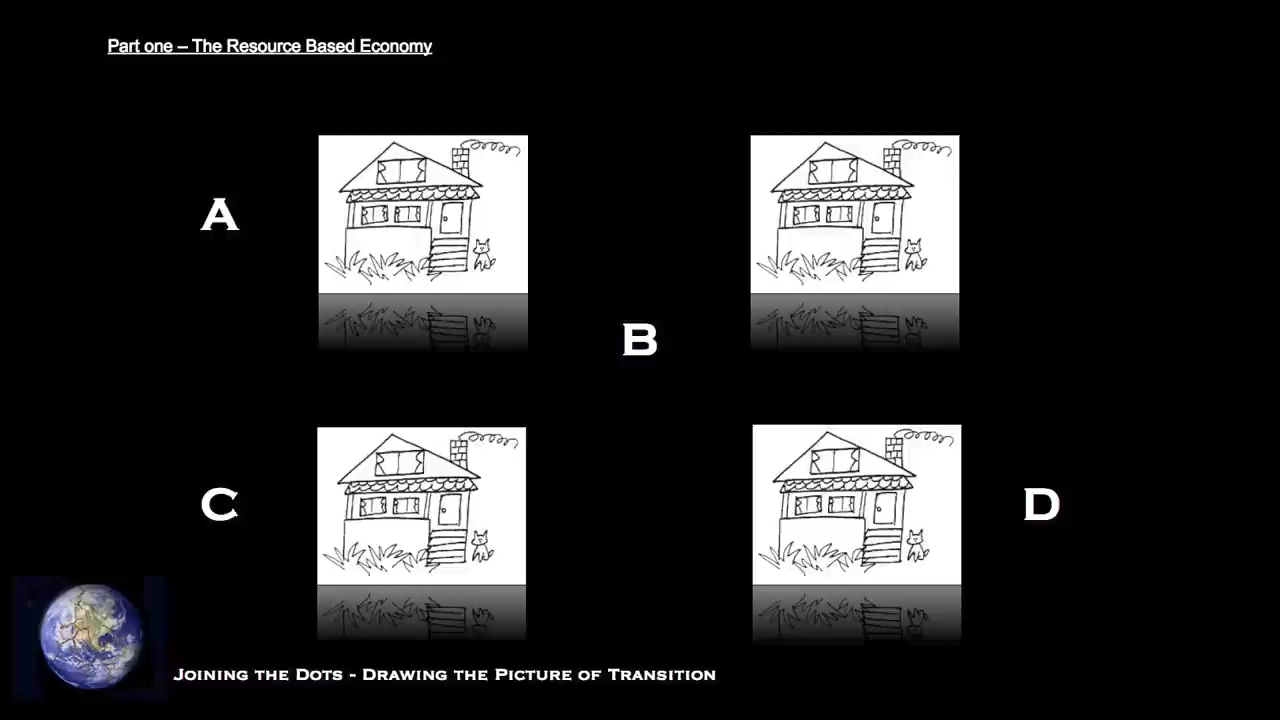 Part one – The Resource Based Economy
A
B
C
D
Joining the Dots - Drawing the Picture of Transition